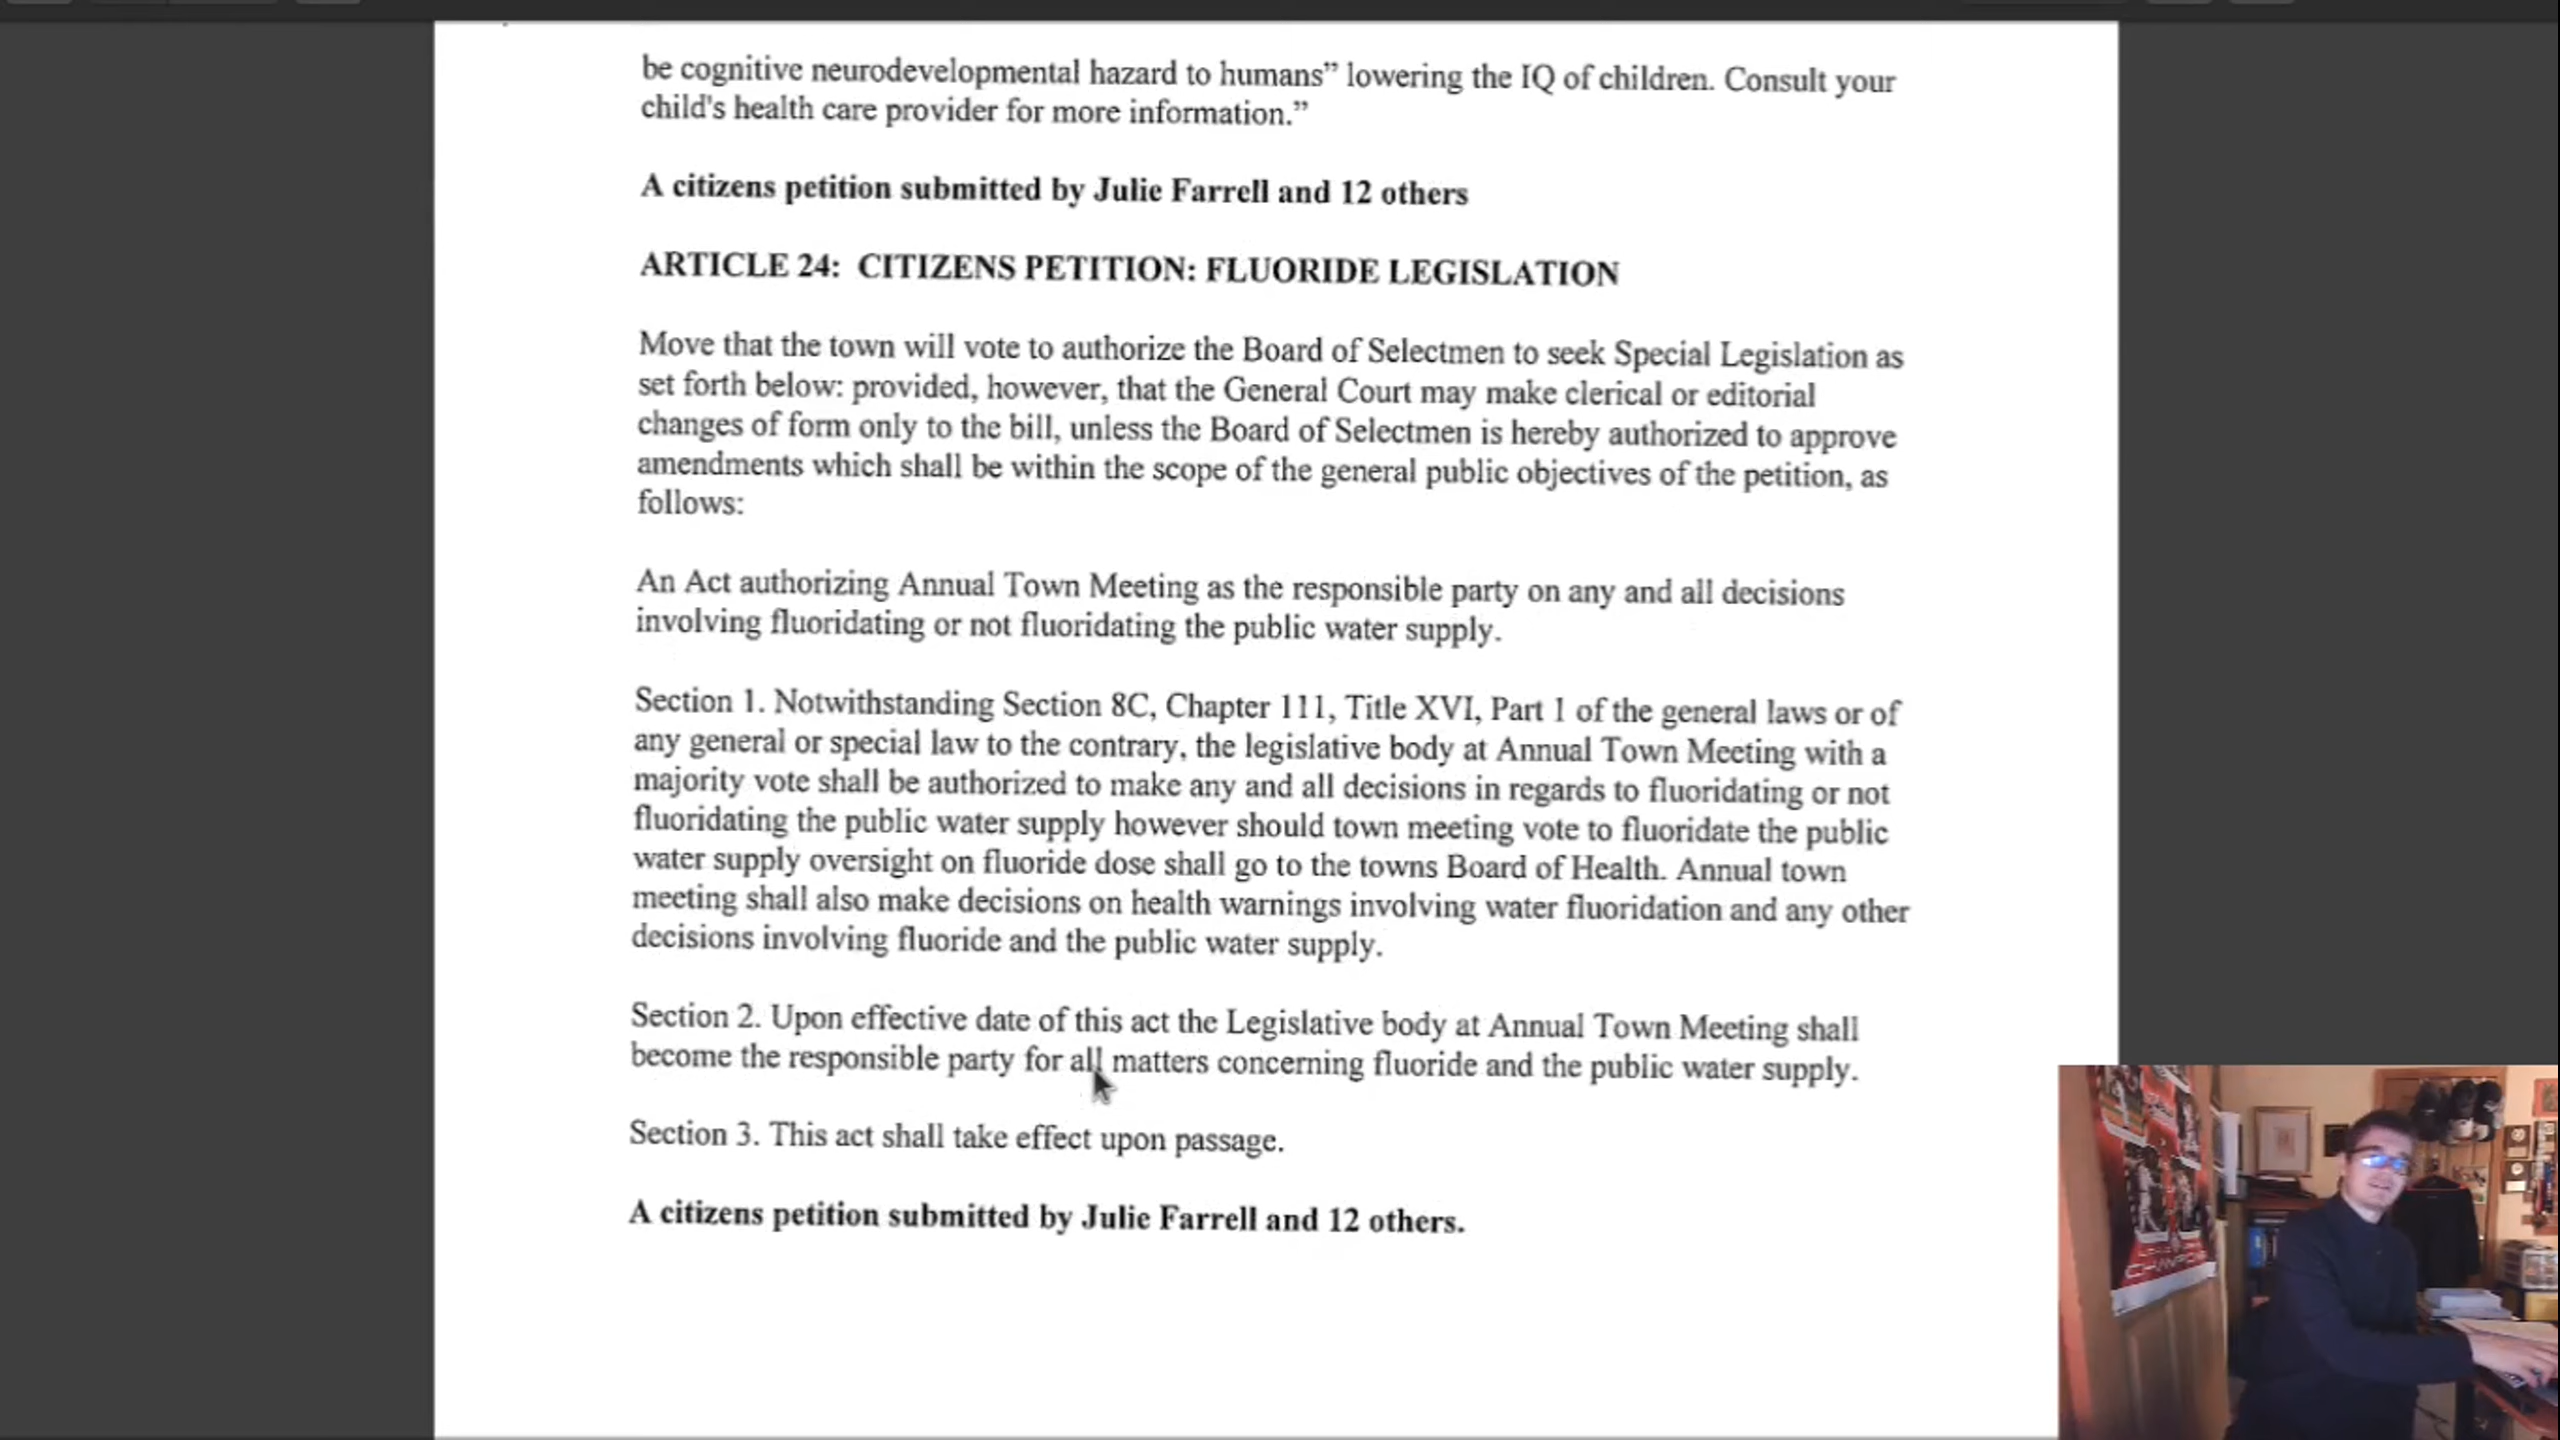 be cognitive neurodevelopmental hazard to humans” lowering the IQ of children. Consult your
child's health care provider for more information.”
A citizens petition submitted by Julie Farrell and 12 others
ARTICLE 24: CITIZENS PETITION: FLUORIDE LEGISLATION
Move that the town will vote to authorize the Board of Selectmen to seek Special Legislation as
set forth below: provided, however, that the General Court may make clerical or editorial
changes of form only to the bill, unless the Board of Selectmen is hereby authorized to approve
amendments which shall be within the scope of the general public objectives of the petition, as
follows:
An Act authorizing Annual Town Meeting as the responsible party on any and all decisions
involving fluoridating or not fluoridating the public water supply.
Section 1. Notwithstanding Section 8C, Chapter 111, Title XVI, Part 1 of the general laws or of
any general or special law to the contrary, the legislative body at Annual Town Meeting with a
majority vote shall be authorized to make any and all decisions in regards to fluoridating or not
fluoridating the public water supply however should town meeting vote to fluoridate the public
water supply oversight on fluoride dose shall go to the towns Board of Health. Annual town
meeting shall also make decisions on health warnings involving water fluoridation and any other
decisions involving fluoride and the public water supply.
Section 2. Upon effective date of this act the Legislative body at Annual Town Meeting shall
become the responsible party for all matters concerning fluoride and the public water supply.
Section 3. This act shall take effect upon passage.
A citizens petition submitted by Julie Farrell and 12 others.